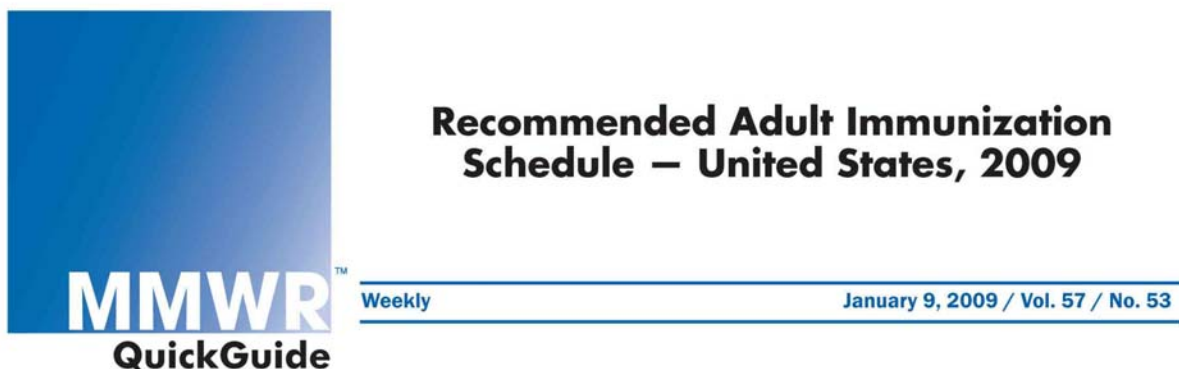 Recommended Adult Immunization
Schedule — United States, 2009
MMWR™
QuickGuide
Weekly
January 9, 2009 / Vol. 57 / No. 53